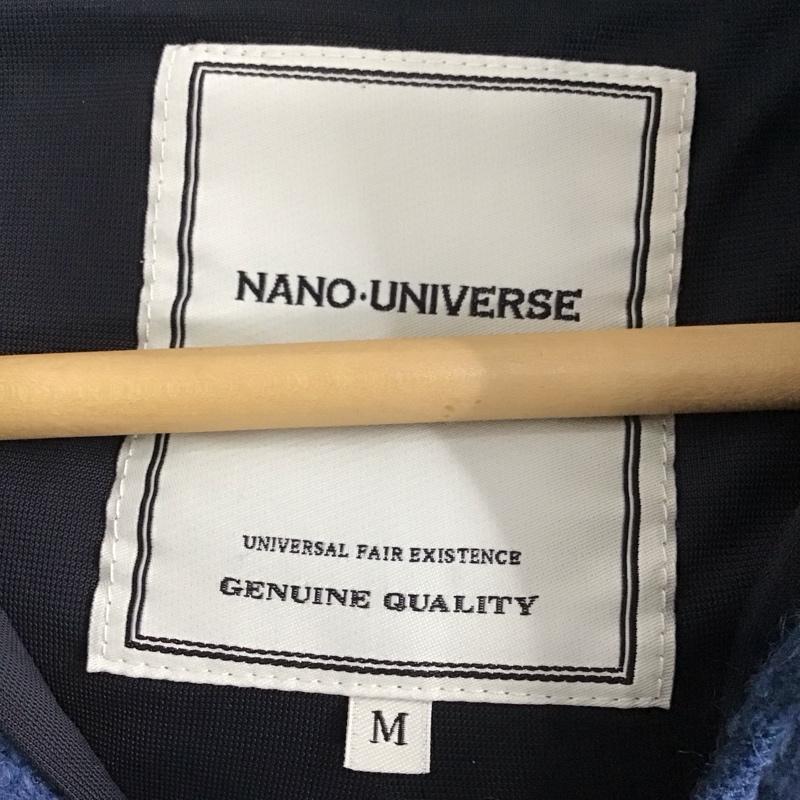 NANO·UNIVERSE
UNIVERSAL FAIR EXISTENCE
GENUINE QUALITY
M